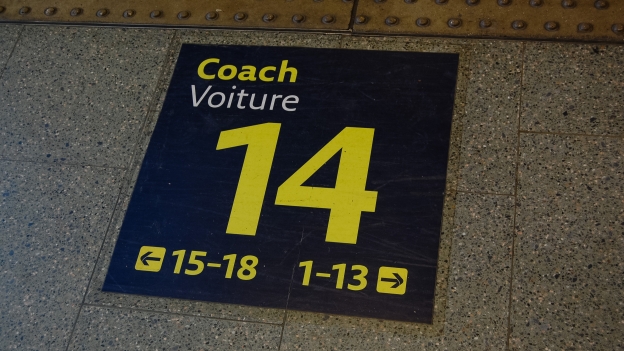 Coach
Voiture
14
← 15-18 1-13 →